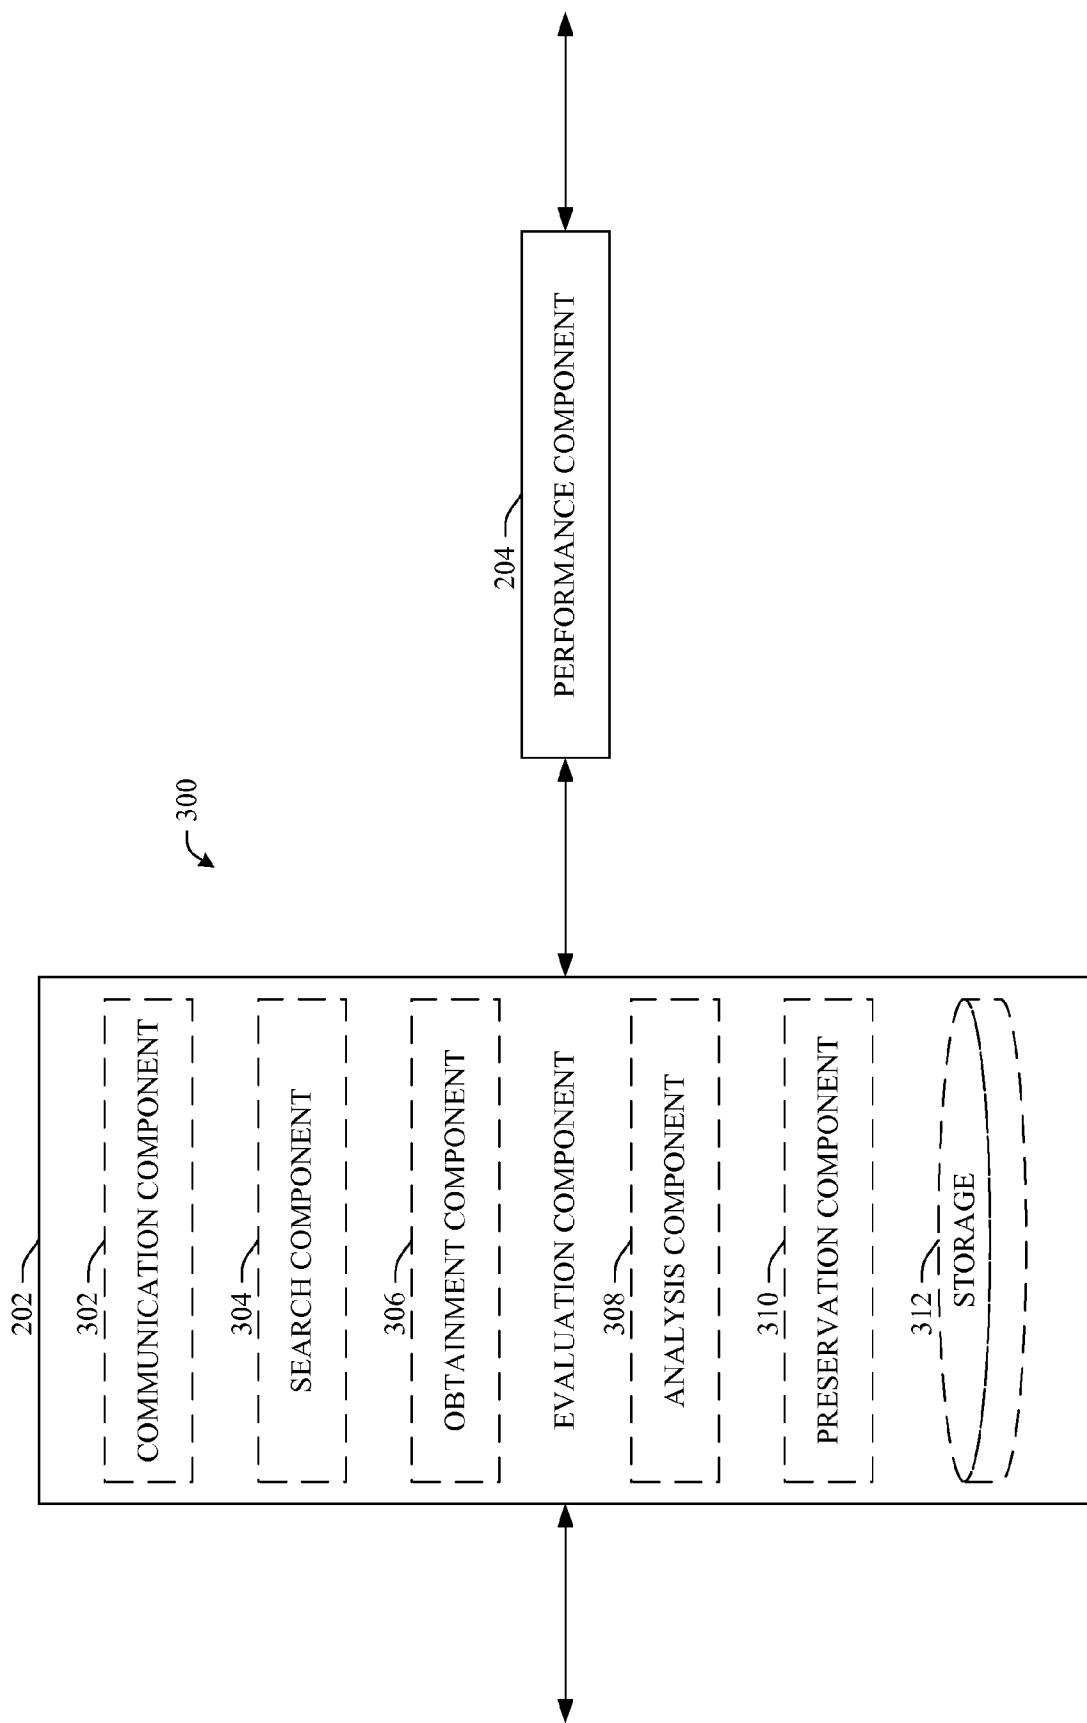 300
202
302
COMMUNICATION COMPONENT
304
SEARCH COMPONENT
306
OBTAINMENT COMPONENT
EVALUATION COMPONENT
308
ANALYSIS COMPONENT
310
PRESERVATION COMPONENT
312
STORAGE
204
PERFORMANCE COMPONENT